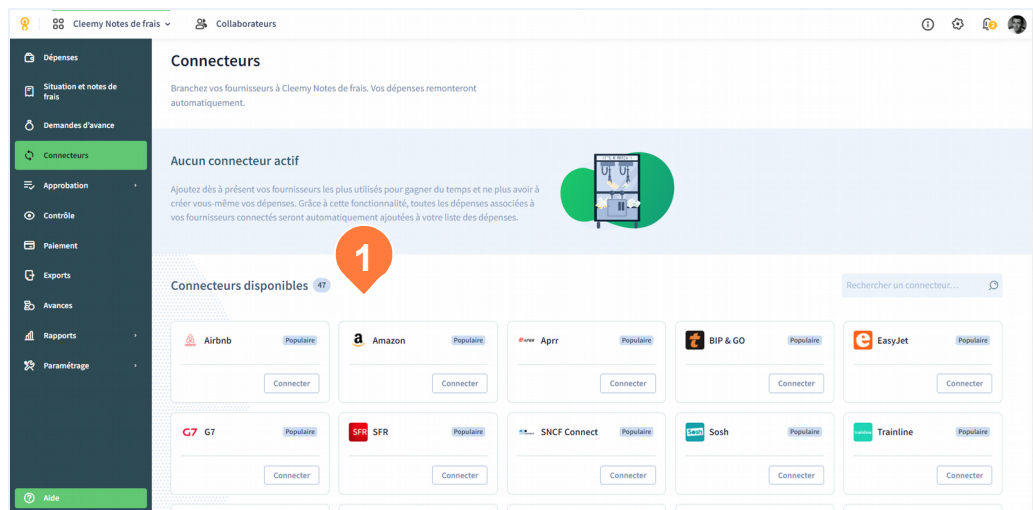 Cleemy Notes de frais
Collaborateurs
Dépenses
Situation et notes de
frais
Demandes d'avance
Connecteurs
Approbation
Contrôle
Paiement
Exports
Avances
Rapports
Paramétrage
Aide
Connecteurs
Branchez vos fournisseurs à Cleemy Notes de frais. Vos dépenses remonteront
automatiquement.
Aucun connecteur actif
Ajoutez dès à présent vos fournisseurs les plus utilisés pour gagner du temps et ne plus avoir à
créer vous-même vos dépenses. Grâce à cette fonctionnalité, toutes les dépenses associées à
vos fournisseurs connectés seront automatiquement ajoutées à votre liste des dépenses.
1
Connecteurs disponibles 47
Rechercher un connecteur...
Airbnb Populaire
Connecter
a Amazon Populaire
Connecter
Aprr Populaire
Connecter
t BIP & GO Populaire
Connecter
e EasyJet Populaire
Connecter
G7 G7 Populaire
Connecter
SFR SFR Populaire
Connecter
SNCF Connect Populaire
Connecter
Sosh Sosh Populaire
Connecter
Trainline Populaire
Connecter